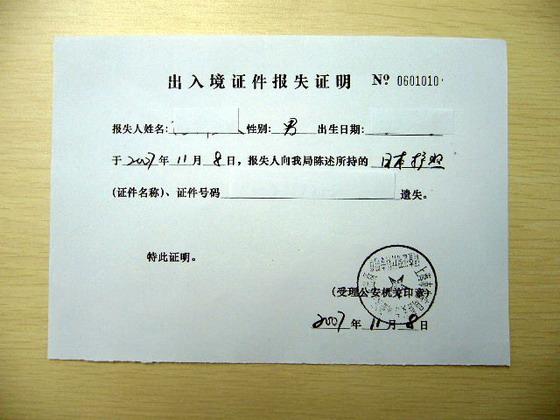 出入境证件报失证明 № 0601010
报失人姓名: 性别: 男 出生日期:
于 2007 年 11 月 8 日, 报失人向我局陈述所持的 日本护照
(证件名称)、证件号码 遗失。
特此证明。
(受理公安机关印章)
2007 年 11 月 8 日